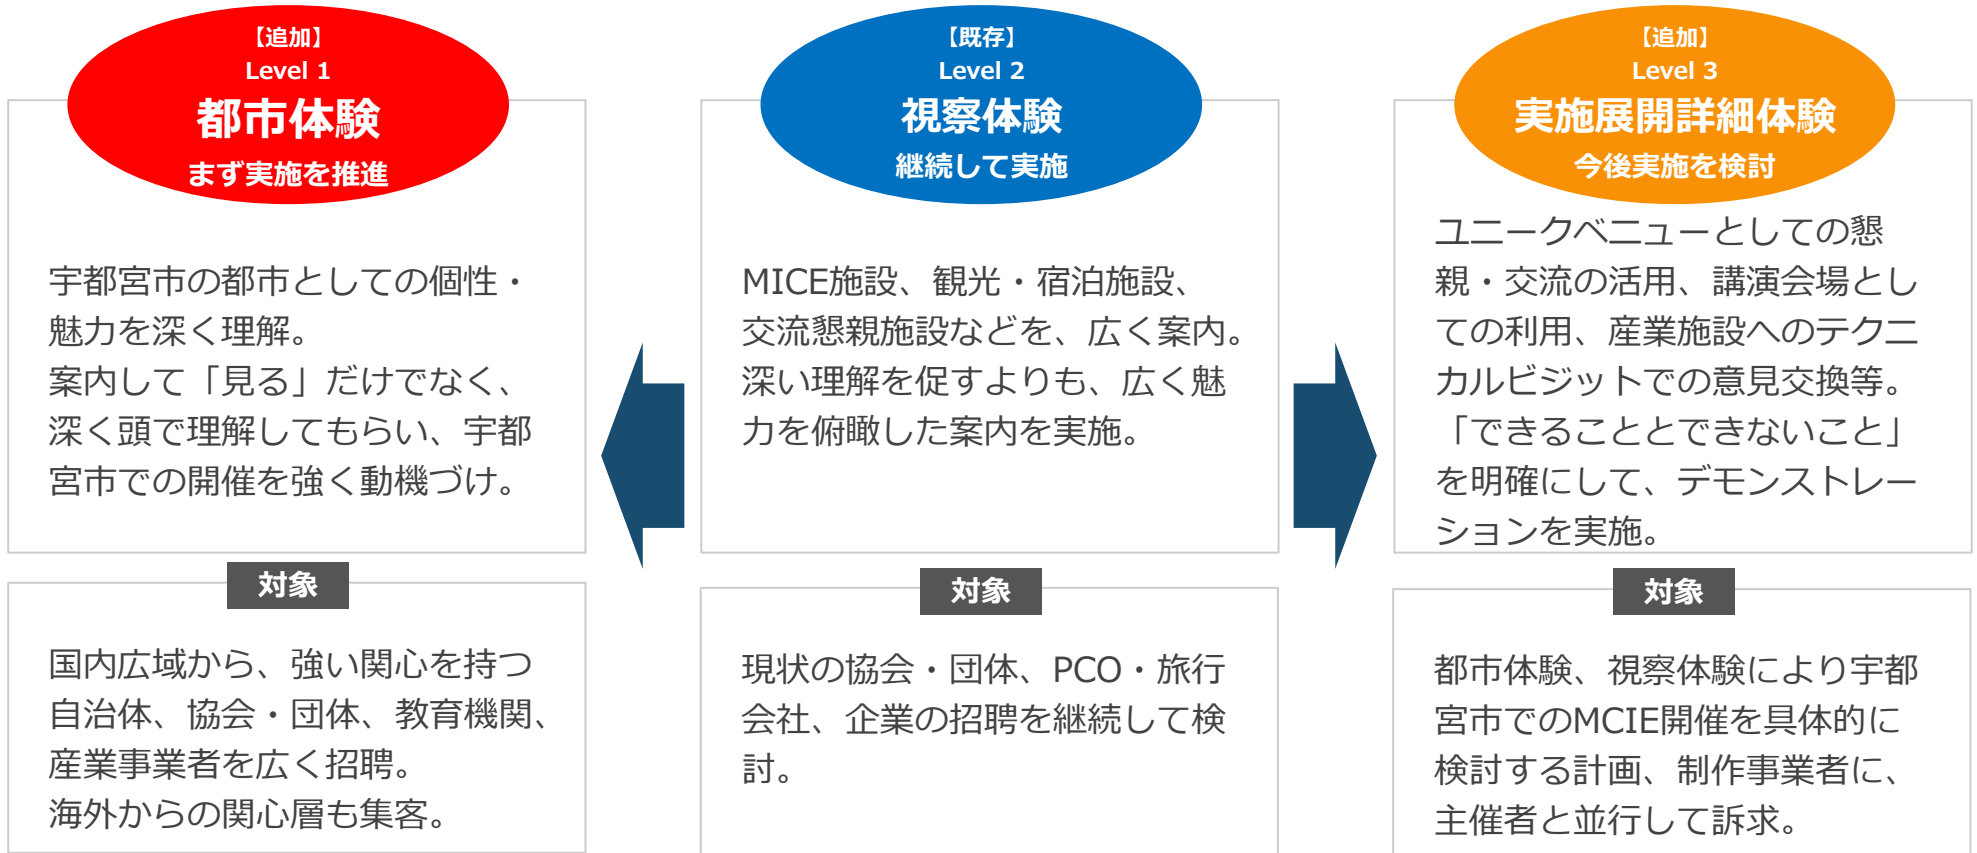 【追加】
Level 1
都市体験
まず実施を推進
宇都宮市の都市としての個性・
魅力を深く理解。
案内して「見る」だけでなく、
深く頭で理解してもらい、宇都
宮市での開催を強く動機づけ。
対象
国内広域から、強い関心を持つ
自治体、協会・団体、教育機関、
産業事業者を広く招聘。
海外からの関心層も集客。
【既存】
Level 2
視察体験
継続して実施
MICE施設、観光・宿泊施設、
交流懇親施設などを、広く案内。
深い理解を促すよりも、広く魅
力を俯瞰した案内を実施。
対象
現状の協会・団体、PCO・旅行
会社、企業の招聘を継続して検
討。
【追加】
Level 3
実施展開詳細体験
今後実施を検討
ユニークベニューとしての懇
親・交流の活用、講演会場とし
ての利用、産業施設へのテクニ
カルビジットでの意見交換等。
「できることとできないこと」
を明確にして、デモンストレー
ションを実施。
対象
都市体験、視察体験により宇都
宮市でのMCIE開催を具体的に
検討する計画、制作事業者に、
主催者と並行して訴求。